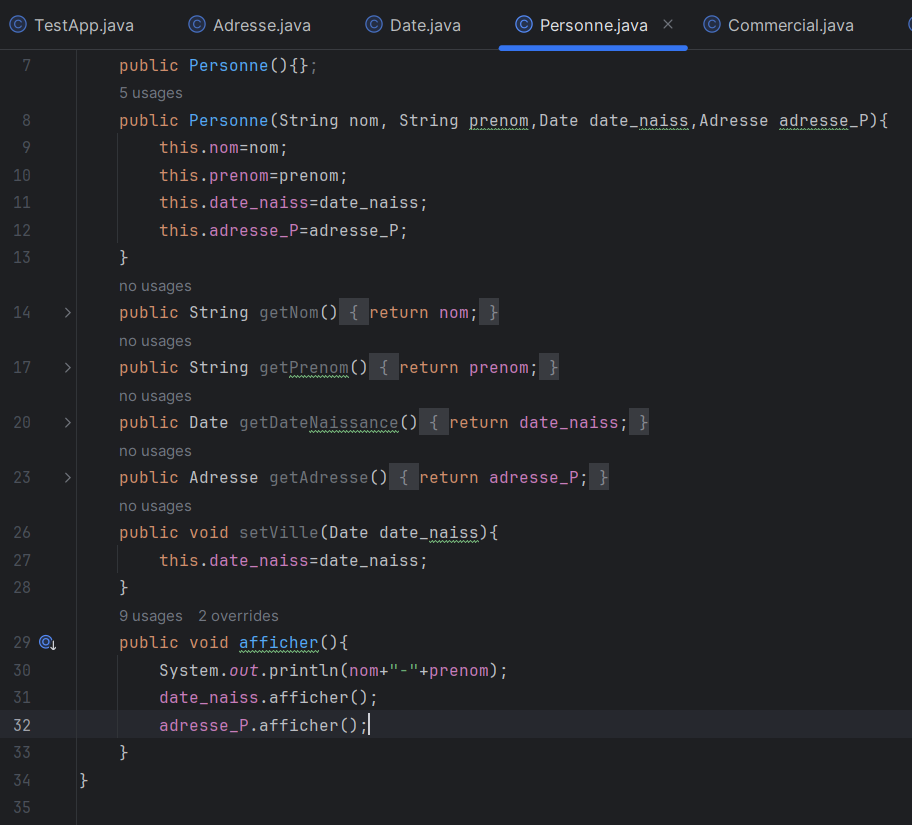 TestApp.java Adresse.java Date.java Personne.java Commercial.java
7 public Personne(){};
5 usages
8 public Personne(String nom, String prenom,Date date_naiss,Adresse adresse_P){
9 this.nom=nom;
10 this.prenom=prenom;
11 this.date_naiss=date_naiss;
12 this.adresse_P=adresse_P;
13 }
no usages
14 public String getNom() { return nom; }
no usages
17 public String getPrenom() { return prenom; }
no usages
20 public Date getDateNaissance() { return date_naiss; }
no usages
23 public Adresse getAdresse() { return adresse_P; }
no usages
26 public void setVille(Date date_naiss){
27 this.date_naiss=date_naiss;
28 }
9 usages 2 overrides
29 public void afficher(){
30 System.out.println(nom+"-"+prenom);
31 date_naiss.afficher();
32 adresse_P.afficher();
33 }
34 }
35